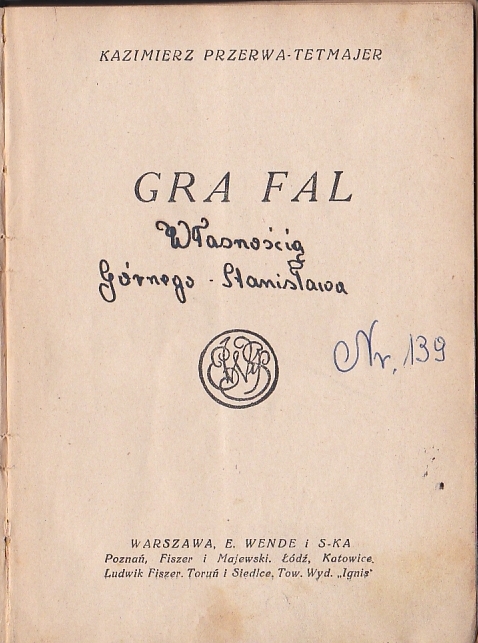 KAZIMIERZ PRZERWA-TETMAJER
GRA FAL
Własnością
Górnego - Stanisława
Nr. 139
WARSZAWA, E. WENDE i S-KA
Poznań, Fiszer i Majewski. Łódź, Katowice,
Ludwik Fiszer. Toruń i Siedlce, Tow. Wyd. „Ignis"